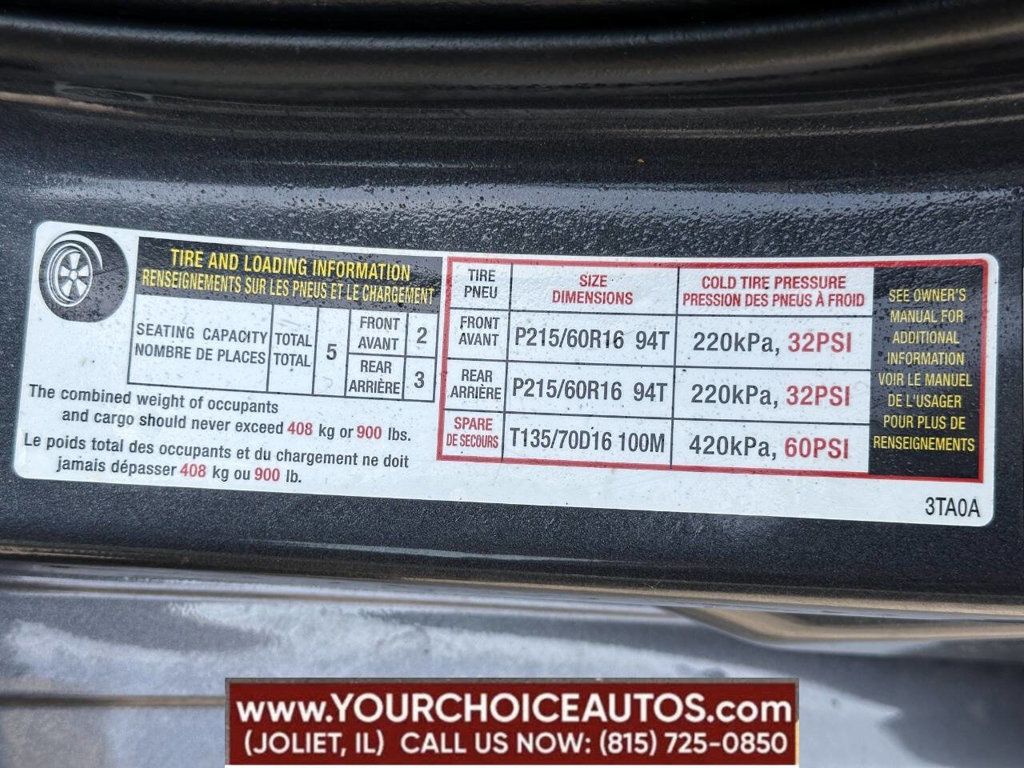 TIRE AND LOADING INFORMATION
RENSEIGNEMENTS SUR LES PNEUS ET LE CHARGEMENT
SEATING CAPACITY
NOMBRE DE PLACES
TOTAL
TOTAL
5
FRONT
AVANT
2
REAR
ARRIÈRE
3
The combined weight of occupants
and cargo should never exceed 408 kg or 900 lbs.
Le poids total des occupants et du chargement ne doit
jamais dépasser 408 kg ou 900 lb.
TIRE
PNEU
SIZE
DIMENSIONS
COLD TIRE PRESSURE
PRESSION DES PNEUS À FROID
FRONT
AVANT
P215/60R16 94T
220kPa, 32PSI
REAR
ARRIÈRE
P215/60R16 94T
220kPa, 32PSI
SPARE
DE SECOURS
T135/70D16 100M
420kPa, 60PSI
SEE OWNER'S
MANUAL FOR
ADDITIONAL
INFORMATION
VOIR LE MANUEL
DE L'USAGER
POUR PLUS DE
RENSEIGNEMENTS
3TA0A
www.YOURCHOICEAUTOS.com
(JOLIET, IL) CALL US NOW: (815) 725-0850